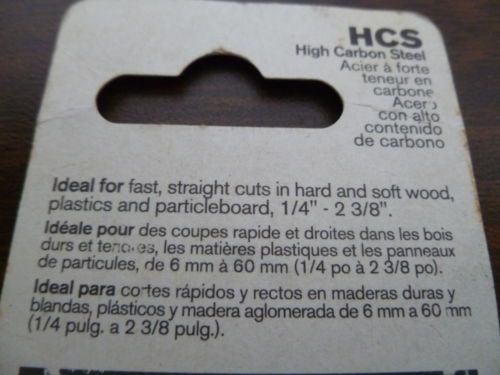 HCS
High Carbon Steel
Acier à forte
teneur en
carbone
Acero
con alto
contenido
de carbono
Ideal for fast, straight cuts in hard and soft wood,
plastics and particleboard, 1/4" - 2 3/8".
Idéale pour des coupes rapide et droites dans les bois
durs et tendres, les matières plastiques et les panneaux
de particules, de 6 mm à 60 mm (1/4 po à 2 3/8 po).
Ideal para cortes rápidos y rectos en maderas duras y
blandas, plásticos y madera aglomerada de 6 mm a 60 mm
(1/4 pulg. a 2 3/8 pulg.).